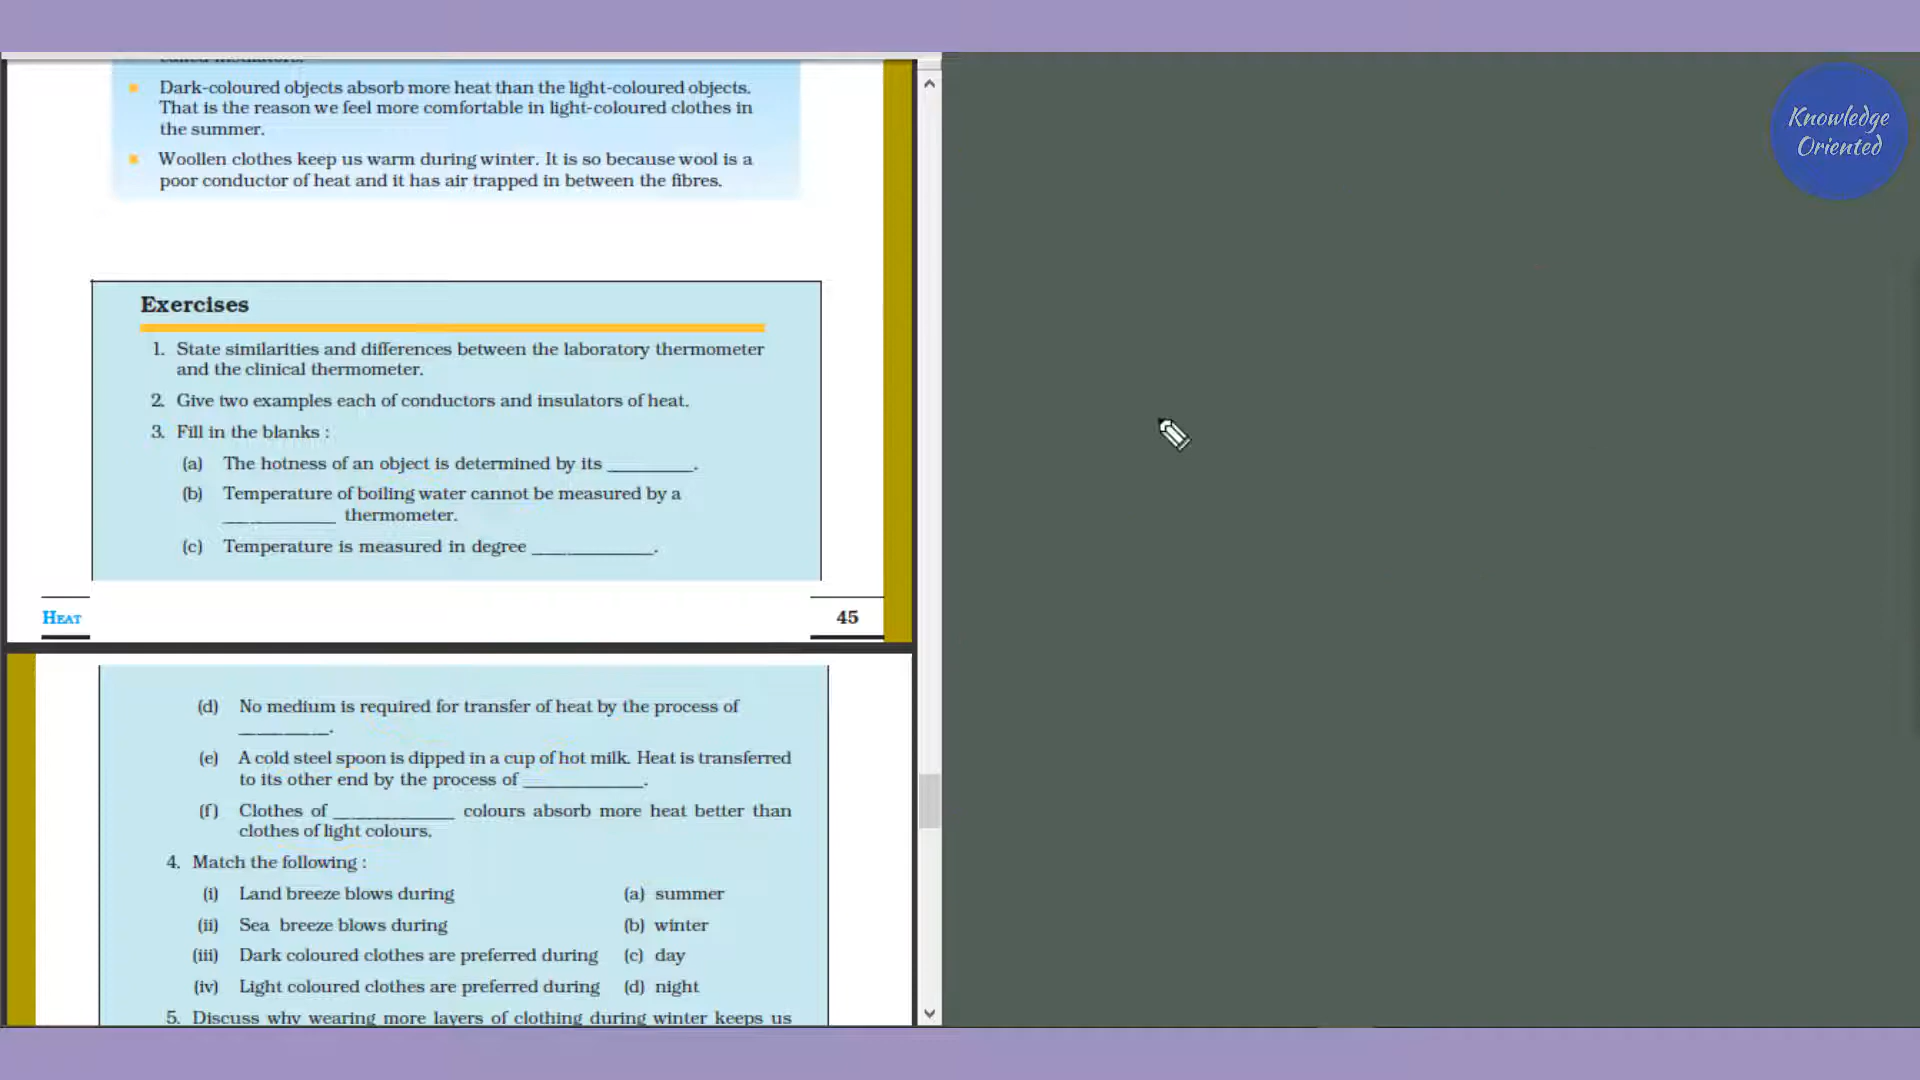 called insulators.
Dark-coloured objects absorb more heat than the light-coloured objects.
That is the reason we feel more comfortable in light-coloured clothes in
the summer.
Woollen clothes keep us warm during winter. It is so because wool is a
poor conductor of heat and it has air trapped in between the fibres.
Exercises
1. State similarities and differences between the laboratory thermometer
and the clinical thermometer.
2. Give two examples each of conductors and insulators of heat.
3. Fill in the blanks :
(a) The hotness of an object is determined by its __________.
(b) Temperature of boiling water cannot be measured by a
_____________ thermometer.
(c) Temperature is measured in degree ______________.
HEAT
45
(d) No medium is required for transfer of heat by the process of
__________.
(e) A cold steel spoon is dipped in a cup of hot milk. Heat is transferred
to its other end by the process of ______________.
(f) Clothes of ______________ colours absorb more heat better than
clothes of light colours.
4. Match the following :
(i) Land breeze blows during (a) summer
(ii) Sea breeze blows during (b) winter
(iii) Dark coloured clothes are preferred during (c) day
(iv) Light coloured clothes are preferred during (d) night
5. Discuss why wearing more layers of clothing during winter keeps us
Knowledge
Oriented